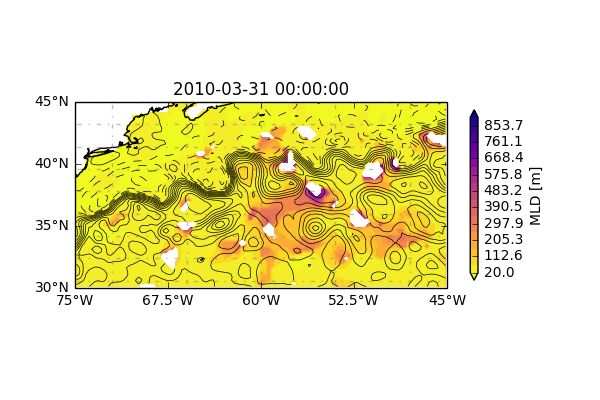 2010-03-31 00:00:00
45°N
40°N
35°N
30°N
75°W
67.5°W
60°W
52.5°W
45°W
853.7
761.1
668.4
575.8
483.2
390.5
297.9
205.3
112.6
20.0
MLD [m]